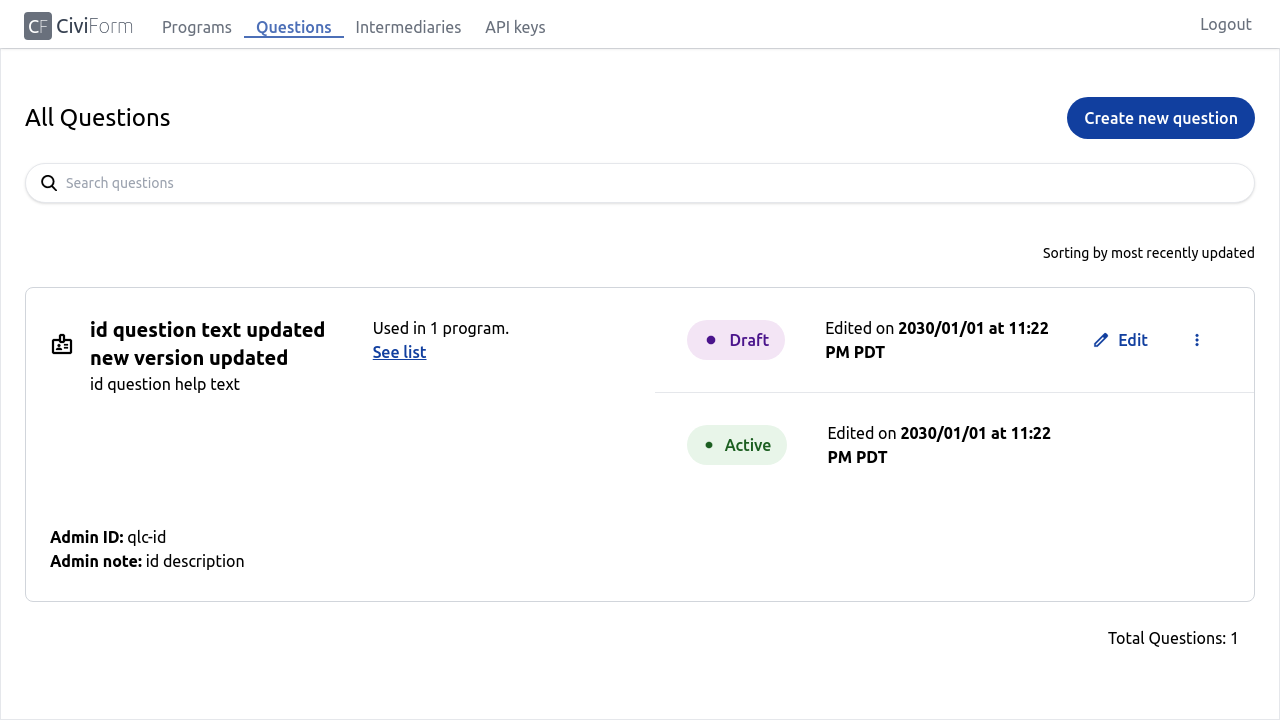 CF CiviForm Programs Questions Intermediaries API keys Logout
All Questions
Create new question
Search questions
Sorting by most recently updated
id question text updated
new version updated
id question help text
Used in 1 program.
See list
Draft
Edited on 2030/01/01 at 11:22
PM PDT
Edit
Active
Edited on 2030/01/01 at 11:22
PM PDT
Admin ID: qlc-id
Admin note: id description
Total Questions: 1